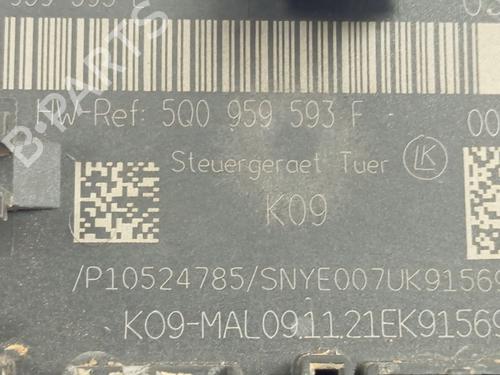 B-PARTS
HW-Ref: 5Q0 959 593 F
Steuergeraet Tuer LK
K09
/P10524785/SNYE007UK91569
K09-MAL09.11.21EK91569